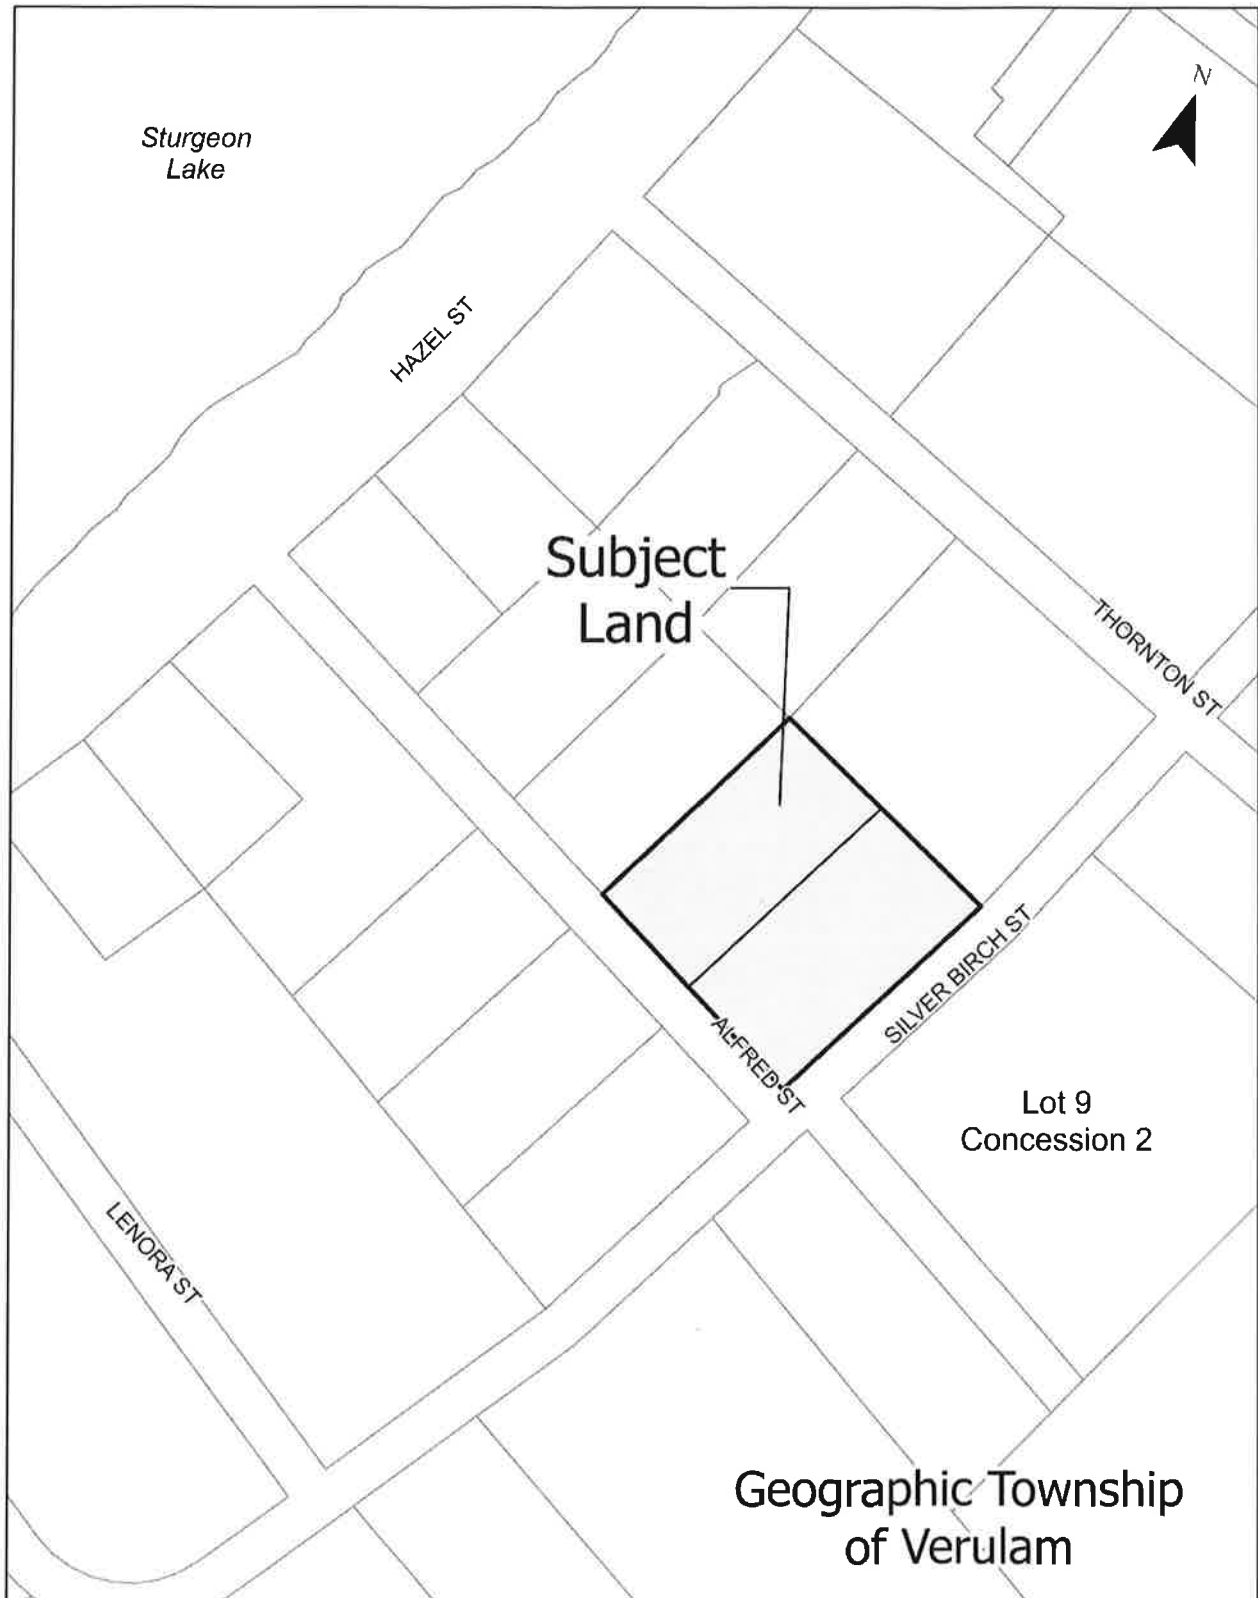 N
Sturgeon
Lake
HAZEL ST
Subject
Land
THORNTON ST
SILVER BIRCH ST
ALFRED ST
Lot 9
Concession 2
LENORA ST
Geographic Township
of Verulam